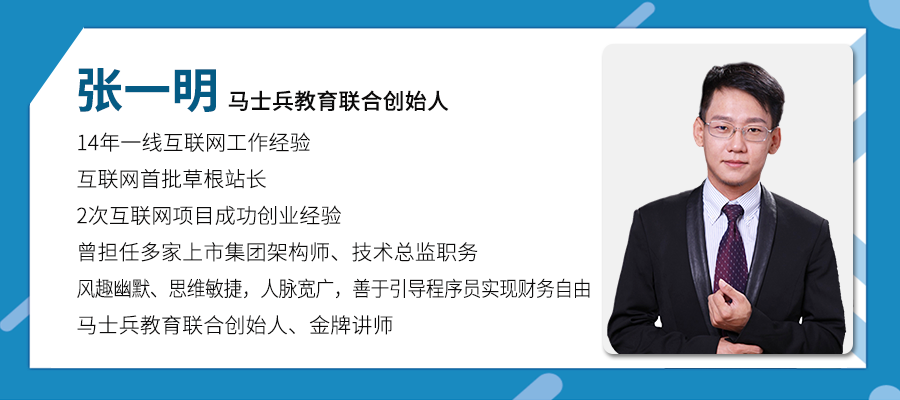 张一明 马士兵教育联合创始人
14年一线互联网工作经验
互联网首批草根站长
2次互联网项目成功创业经验
曾担任多家上市集团架构师、技术总监职务
风趣幽默、思维敏捷，人脉宽广，善于引导程序员实现财务自由
马士兵教育联合创始人、金牌讲师